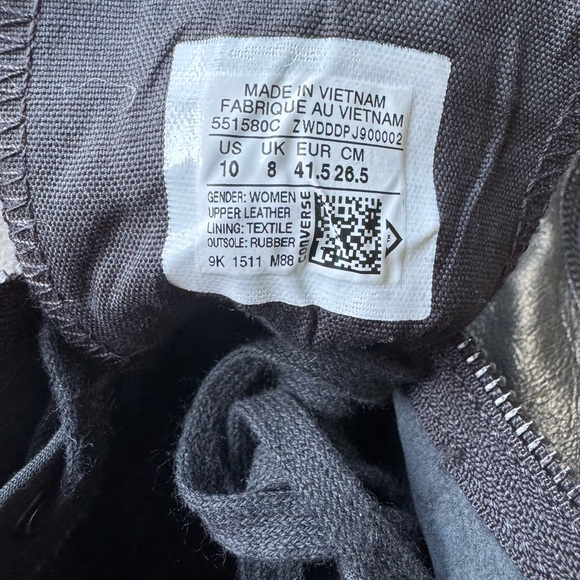 MADE IN VIETNAM
FABRIQUE AU VIETNAM
551580C ZWDDDPJ900002
US UK EUR CM
10 8 41.5 26.5
GENDER: WOMEN
UPPER: LEATHER
LINING: TEXTILE
OUTSOLE: RUBBER
9K 1511 M88
CONVERSE